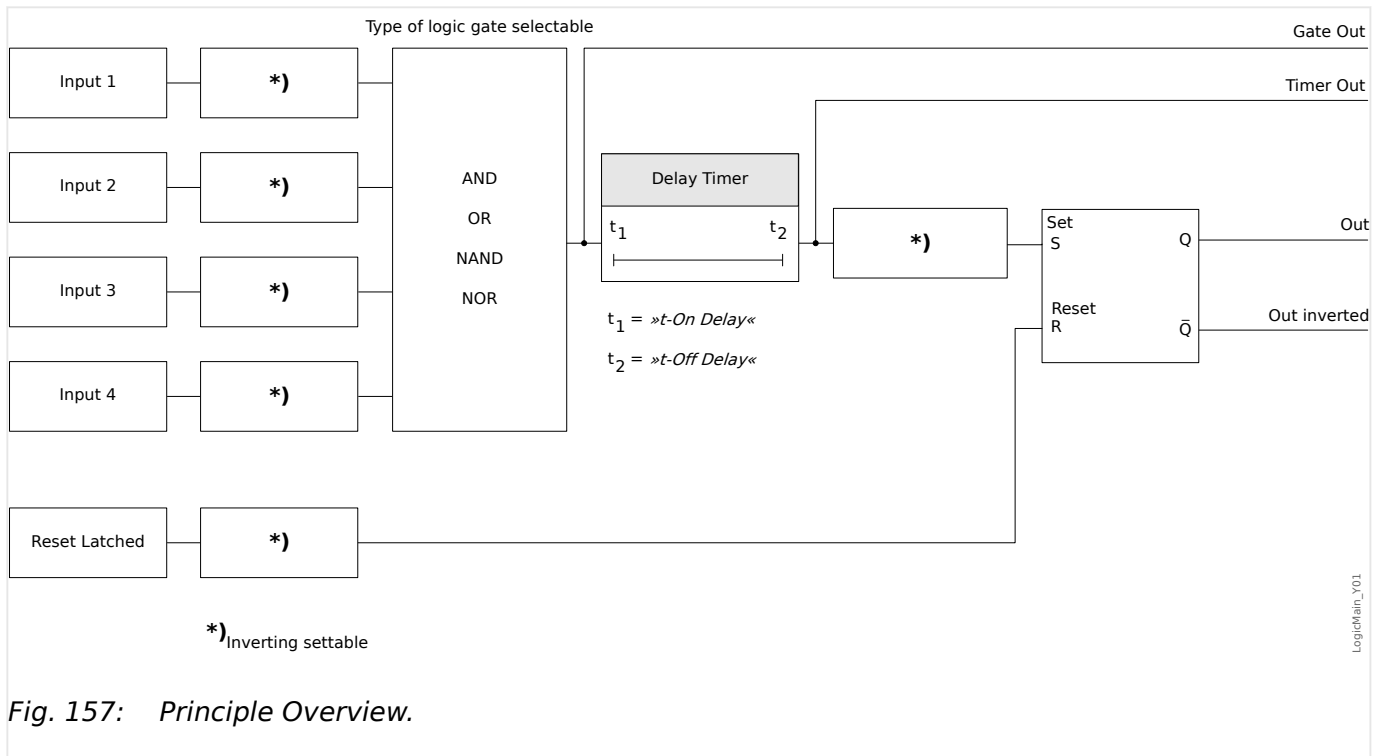 Type of logic gate selectable
Gate Out
Input 1
*)
Timer Out
Input 2
*)
AND
OR
NAND
NOR
Delay Timer
t1
t2
*)
Set
S
Q
Out
Input 3
*)
t1 = »t-On Delay«
t2 = »t-Off Delay«
Reset
R
Q̅
Out inverted
Input 4
*)
Reset Latched
*)
*) Inverting settable
LogicMain_Y01
Fig. 157: Principle Overview.